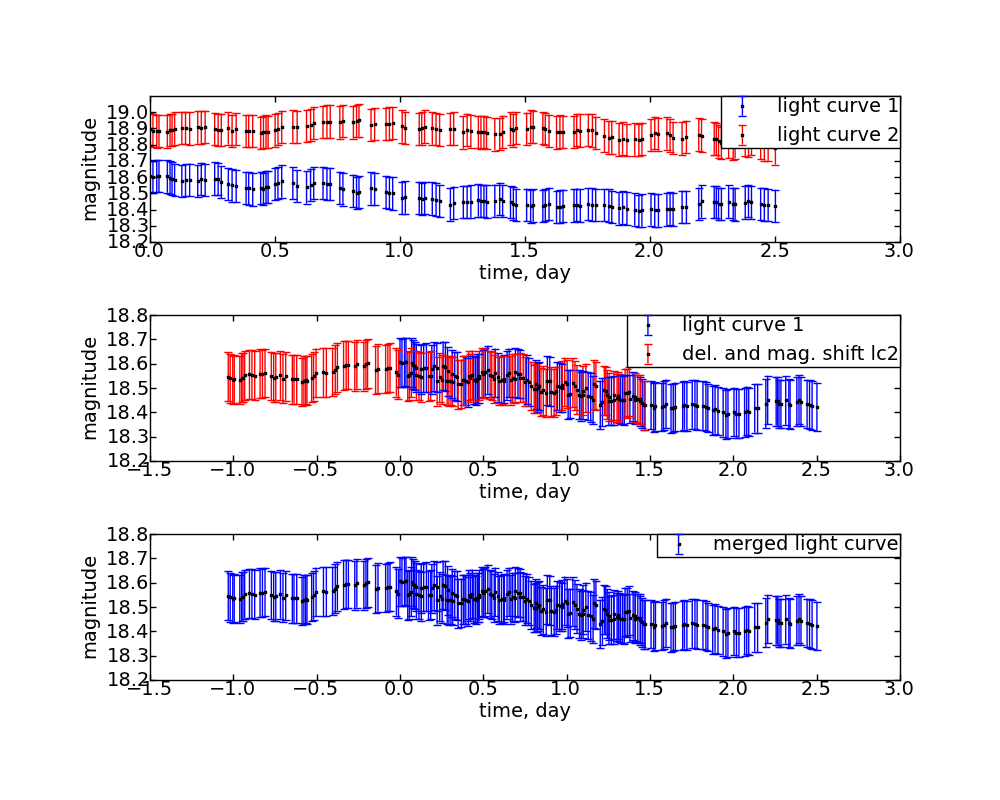 19.0
18.9
18.8
18.7
18.6
18.5
18.4
18.3
18.2
magnitude
light curve 1
light curve 2
0.0 0.5 1.0 1.5 2.0 2.5 3.0
time, day
18.8
18.7
18.6
18.5
18.4
18.3
18.2
magnitude
light curve 1
del. and mag. shift lc2
−1.5 −1.0 −0.5 0.0 0.5 1.0 1.5 2.0 2.5 3.0
time, day
18.8
18.7
18.6
18.5
18.4
18.3
18.2
magnitude
merged light curve
−1.5 −1.0 −0.5 0.0 0.5 1.0 1.5 2.0 2.5 3.0
time, day